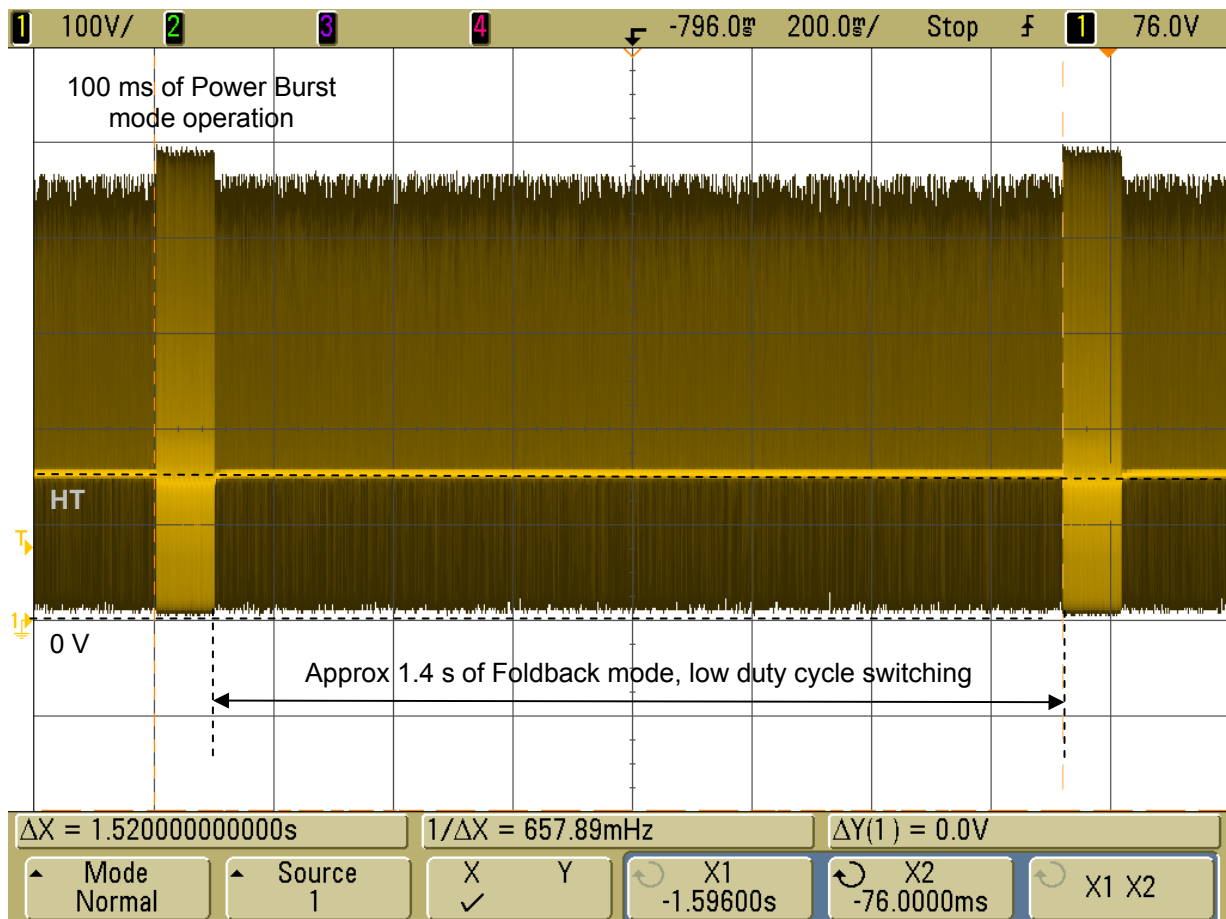 1 100V/ 2 3 4 -796.0ms 200.0ms/ Stop 1 76.0V
100 ms of Power Burst
mode operation
HT
T
1
0 V
Approx 1.4 s of Foldback mode, low duty cycle switching
ΔX = 1.520000000000s 1/ΔX = 657.89mHz ΔY(1) = 0.0V
Mode Source X Y X1 X2 X1 X2
Normal 1 ✓ -1.59600s -76.0000ms